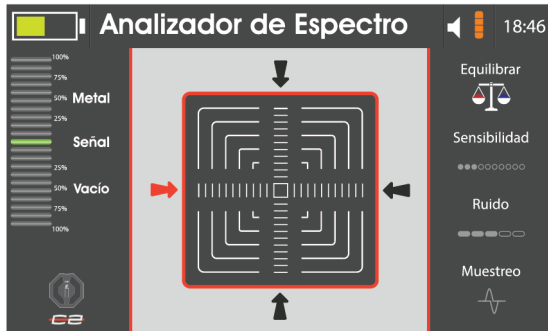 Analizador de Espectro
18:46
100%
75%
50%
Metal
25%
Señal
25%
50%
Vacío
75%
100%
Equilibrar
Sensibilidad
Ruido
Muestreo